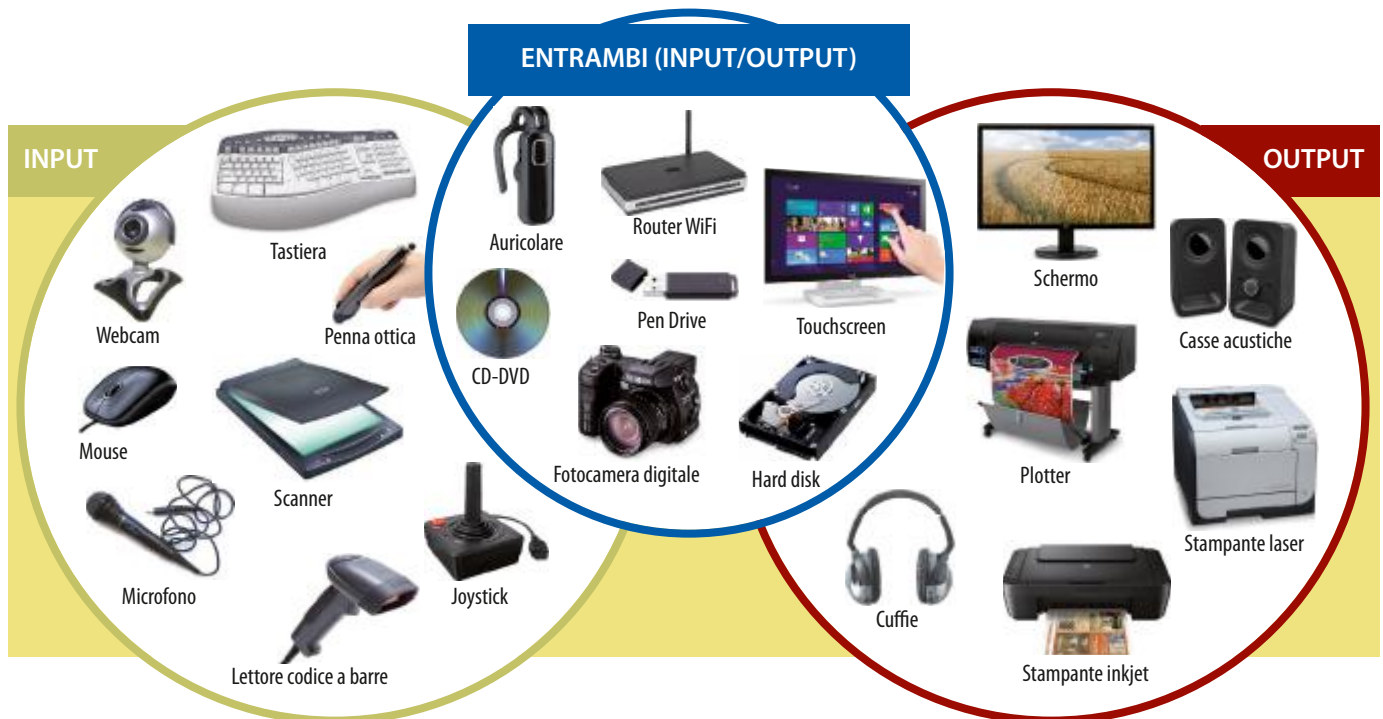 ENTRAMBI (INPUT/OUTPUT)
INPUT
Tastiera
Webcam
Penna ottica
Mouse
Scanner
Microfono
Joystick
Lettore codice a barre
Auricolare
Router WiFi
CD-DVD
Pen Drive
Touchscreen
Fotocamera digitale
Hard disk
OUTPUT
Schermo
Casse acustiche
Plotter
Stampante laser
Cuffie
Stampante inkjet